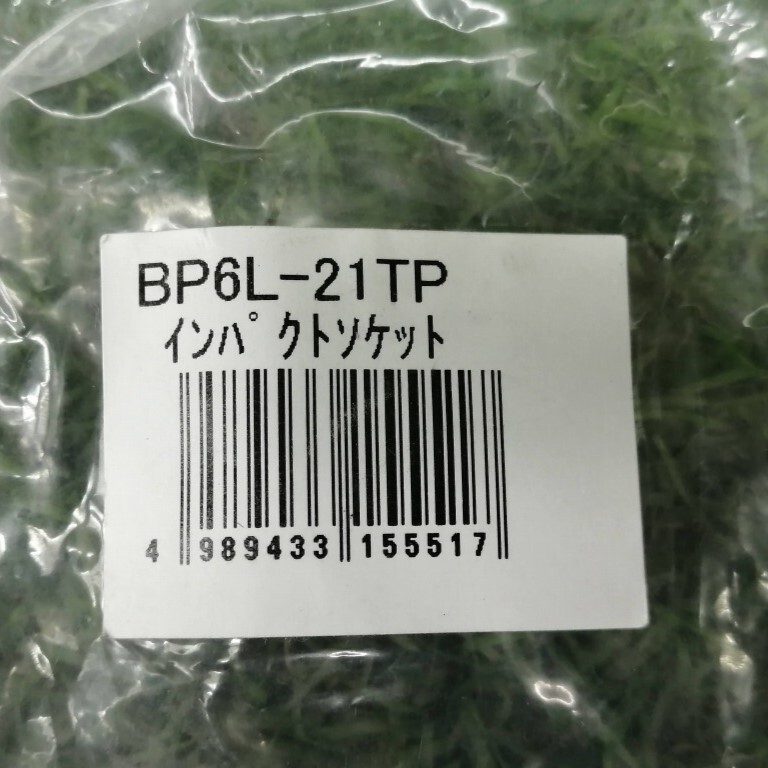 BP6L-21TP
ｲﾝﾊﾟｸﾄｿｹｯﾄ
4 989433 155517